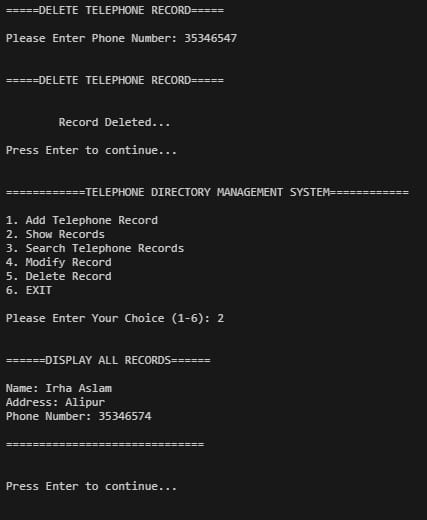 =====DELETE TELEPHONE RECORD=====
Please Enter Phone Number: 35346547
=====DELETE TELEPHONE RECORD=====
Record Deleted...
Press Enter to continue...
============TELEPHONE DIRECTORY MANAGEMENT SYSTEM============
1. Add Telephone Record
2. Show Records
3. Search Telephone Records
4. Modify Record
5. Delete Record
6. EXIT
Please Enter Your Choice (1-6): 2
======DISPLAY ALL RECORDS======
Name: Irha Aslam
Address: Alipur
Phone Number: 35346574
==============================
Press Enter to continue...